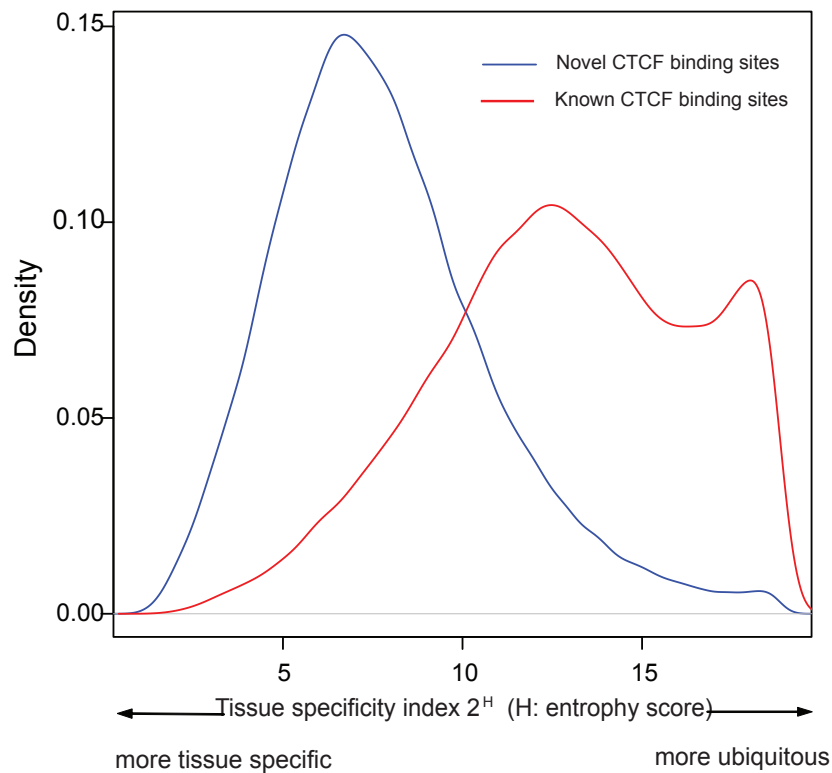 0.15
Novel CTCF binding sites
Known CTCF binding sites
0.10
Density
0.05
0.00
5 10 15
Tissue specificity index 2^H (H: entrophy score)
more tissue specific more ubiquitous